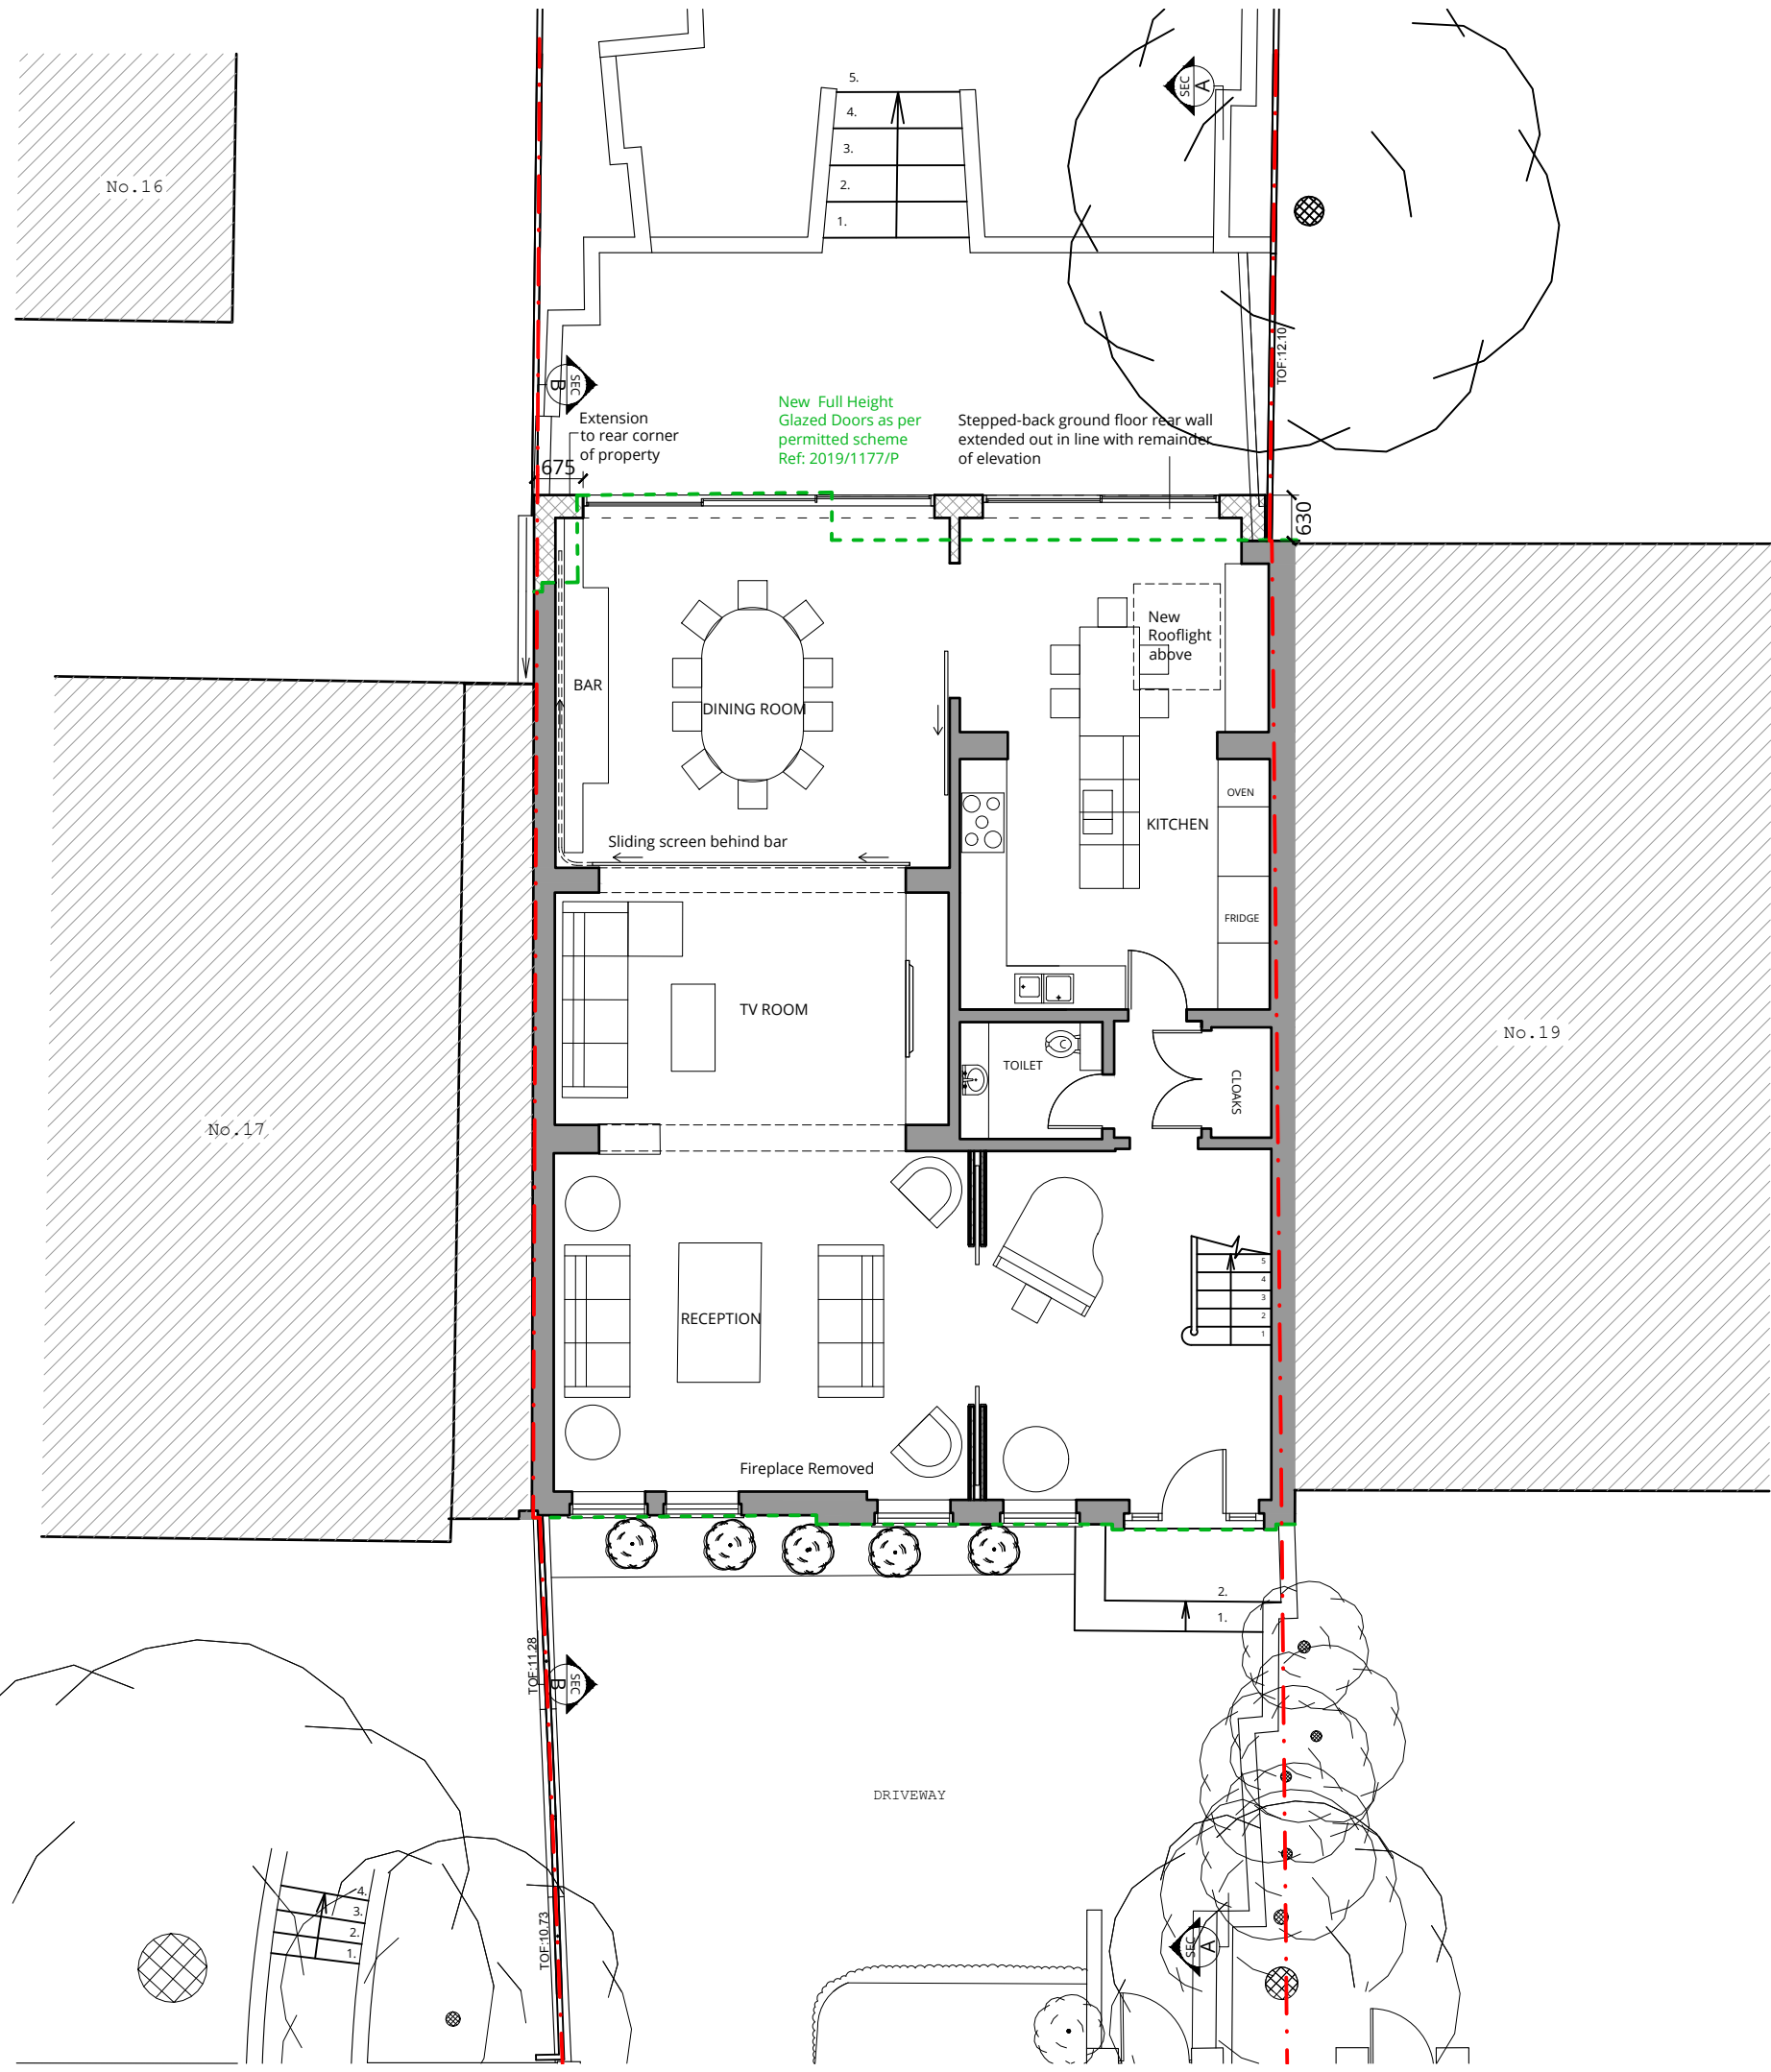 5.
4.
3.
2.
1.
SEC
A
No.16
TOF:12.10
SEC
B
Extension
to rear corner
of property
675
New Full Height
Glazed Doors as per
permitted scheme
Ref: 2019/1177/P
Stepped-back ground floor rear wall
extended out in line with remainder
of elevation
630
New
Rooflight
above
BAR
DINING ROOM
OVEN
KITCHEN
Sliding screen behind bar
FRIDGE
TV ROOM
No.19
TOILET
CLOAKS
No.17
5
4
3
2
1
RECEPTION
Fireplace Removed
2.
1.
TOF:11.28
SEC
B
DRIVEWAY
4.
3.
2.
1.
TOF:10.73
SEC
A